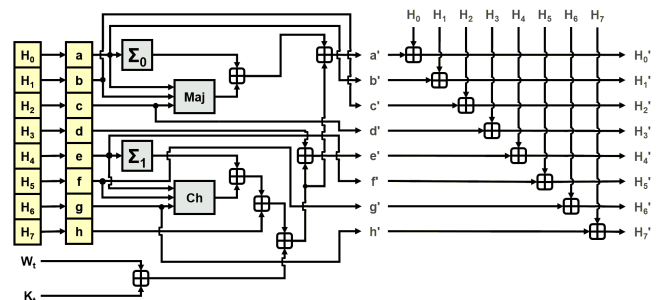 H₀ H₁ H₂ H₃ H₄ H₅ H₆ H₇
H₀ a Σ₀ a' H₀'
H₁ b Maj b' H₁'
H₂ c c' H₂'
H₃ d d' H₃'
H₄ e Σ₁ e' H₄'
H₅ f Ch f' H₅'
H₆ g g' H₆'
H₇ h h' H₇'
Wₜ
Kₜ